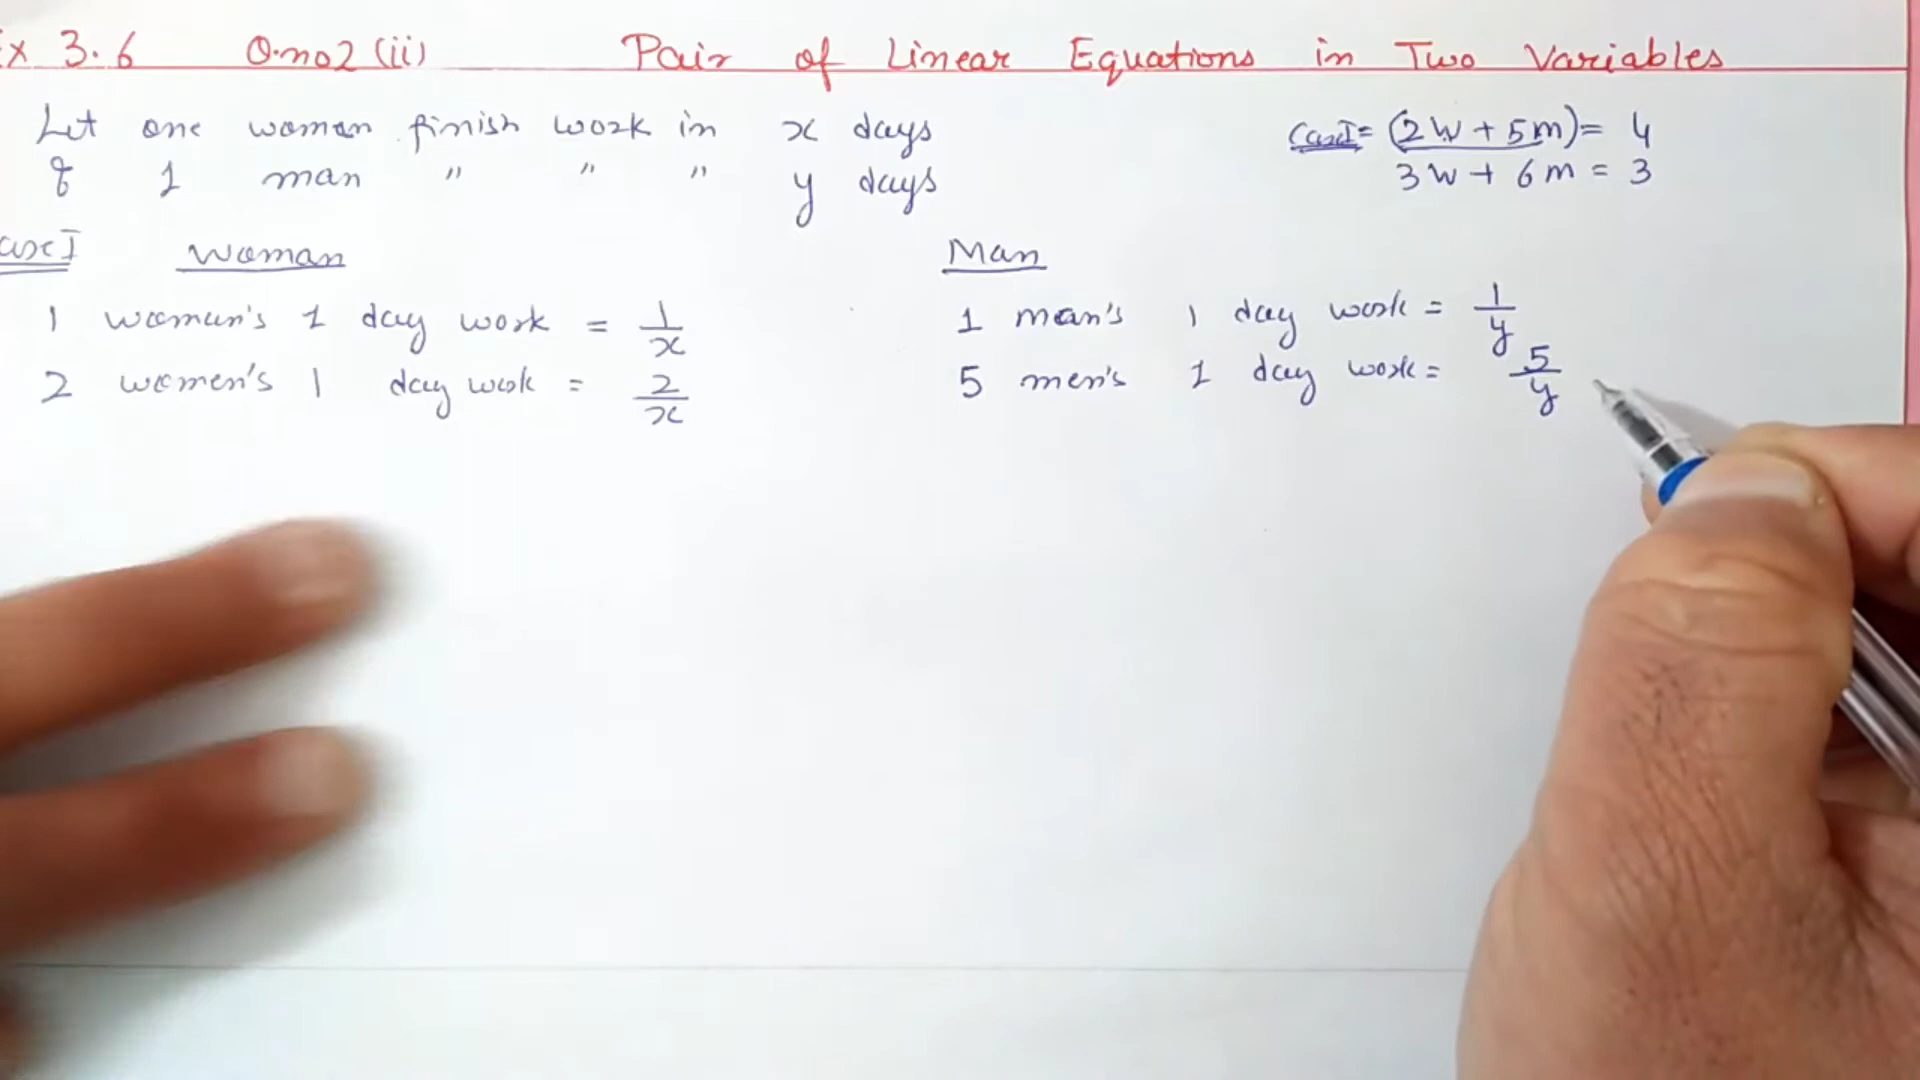 Ex 3.6 Q.no2 (ii) Pair of Linear Equations in Two Variables
Let one woman finish work in x days
& 1 man " " " y days
Case I = (2W + 5m) = 4
3W + 6m = 3
Case I Woman
1 woman's 1 day work = 1/x
2 women's 1 day work = 2/x
Man
1 man's 1 day work = 1/y
5 men's 1 day work = 5/y